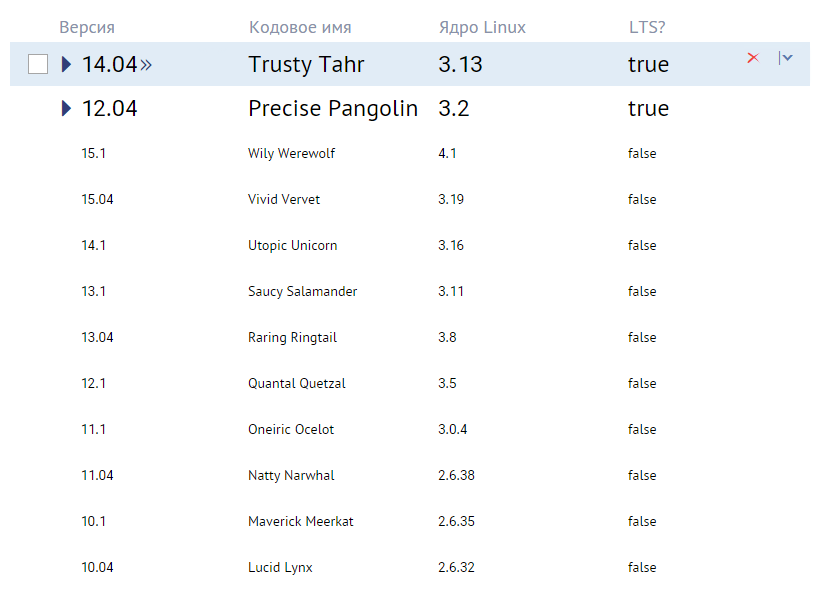 Версия Кодовое имя Ядро Linux LTS?
14.04» Trusty Tahr 3.13 true
12.04 Precise Pangolin 3.2 true
15.1 Wily Werewolf 4.1 false
15.04 Vivid Vervet 3.19 false
14.1 Utopic Unicorn 3.16 false
13.1 Saucy Salamander 3.11 false
13.04 Raring Ringtail 3.8 false
12.1 Quantal Quetzal 3.5 false
11.1 Oneiric Ocelot 3.0.4 false
11.04 Natty Narwhal 2.6.38 false
10.1 Maverick Meerkat 2.6.35 false
10.04 Lucid Lynx 2.6.32 false